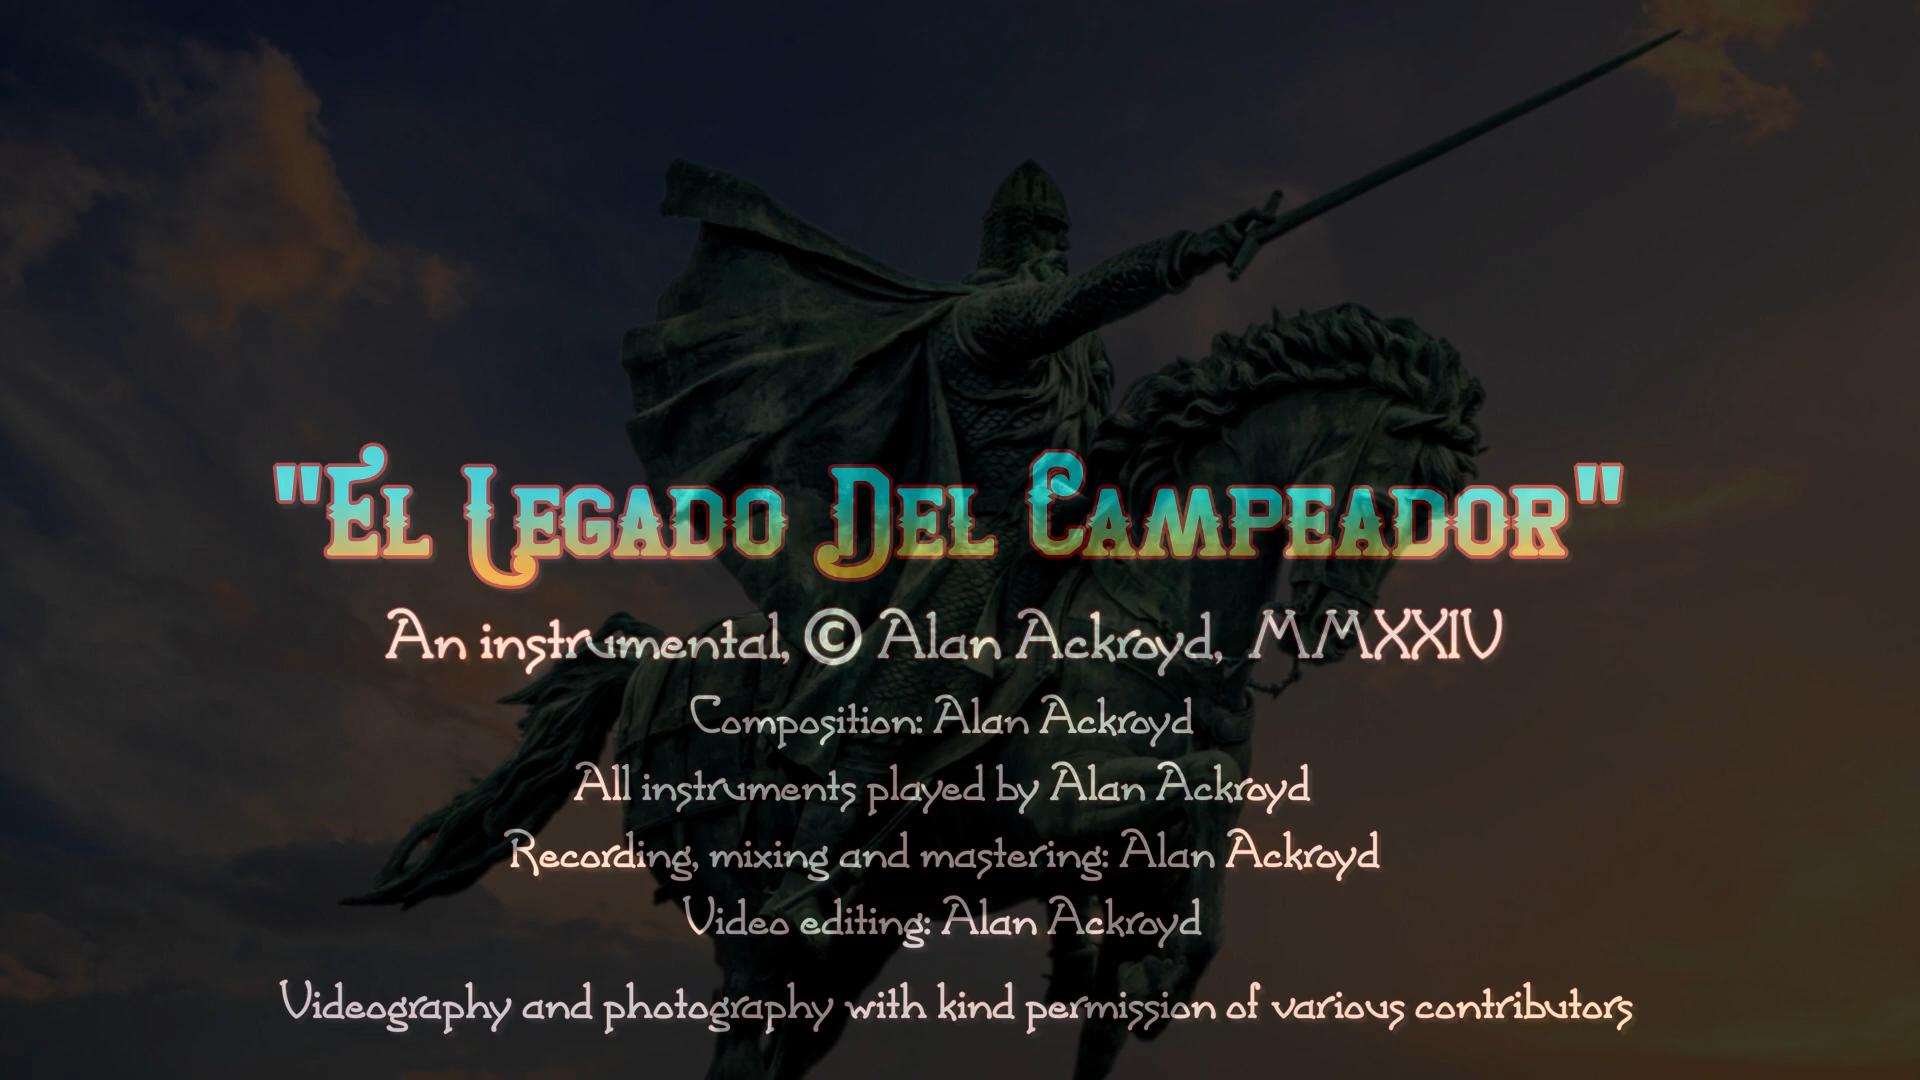 "El Legado Del Campeador"
An instrumental, © Alan Ackroyd, MMXXIV
Composition: Alan Ackroyd
All instruments played by Alan Ackroyd
Recording, mixing and mastering: Alan Ackroyd
Video editing: Alan Ackroyd
Videography and photography with kind permission of various contributors